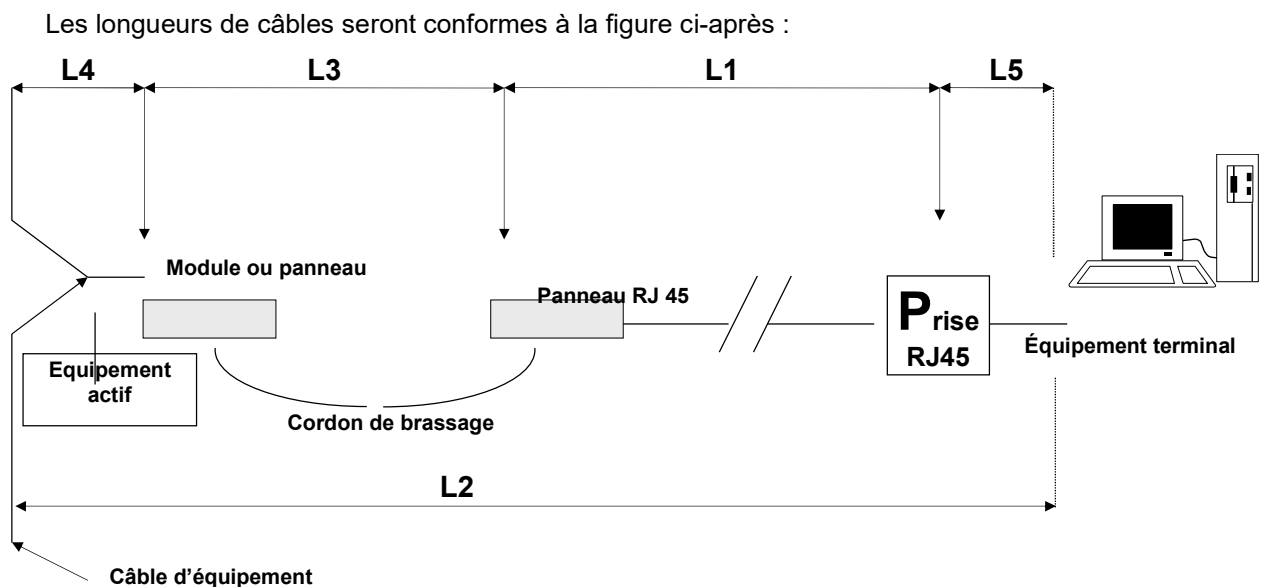 Les longueurs de câbles seront conformes à la figure ci-après :
L4
L3
L1
L5
Module ou panneau
Panneau RJ 45
Prise
RJ45
Équipement terminal
Equipement
actif
Cordon de brassage
L2
Câble d’équipement